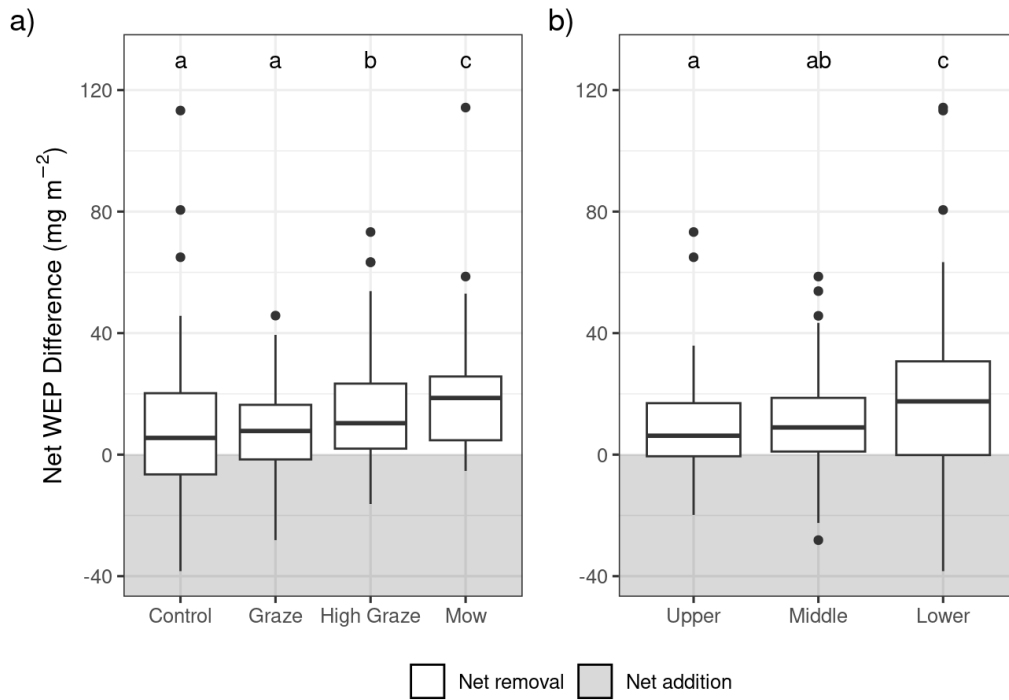 a)
Net WEP Difference (mg m⁻²)
120
80
40
0
-40
a a b c
Control Graze High Graze Mow
b)
120
80
40
0
-40
a ab c
Upper Middle Lower
Net removal Net addition